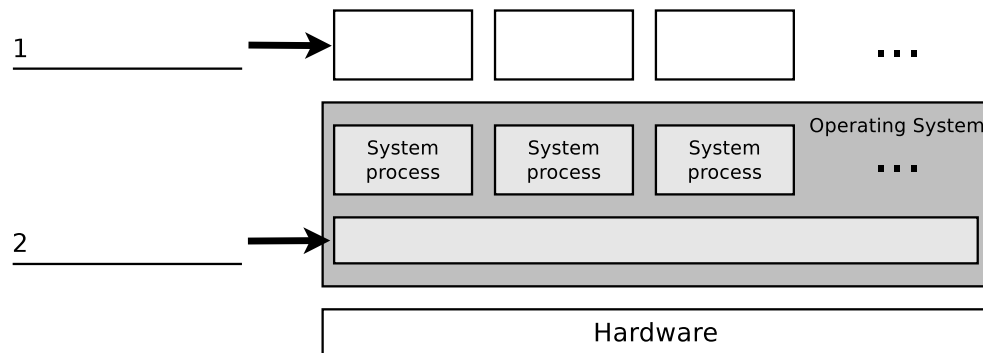 1
Operating System
System process
System process
System process
2
Hardware